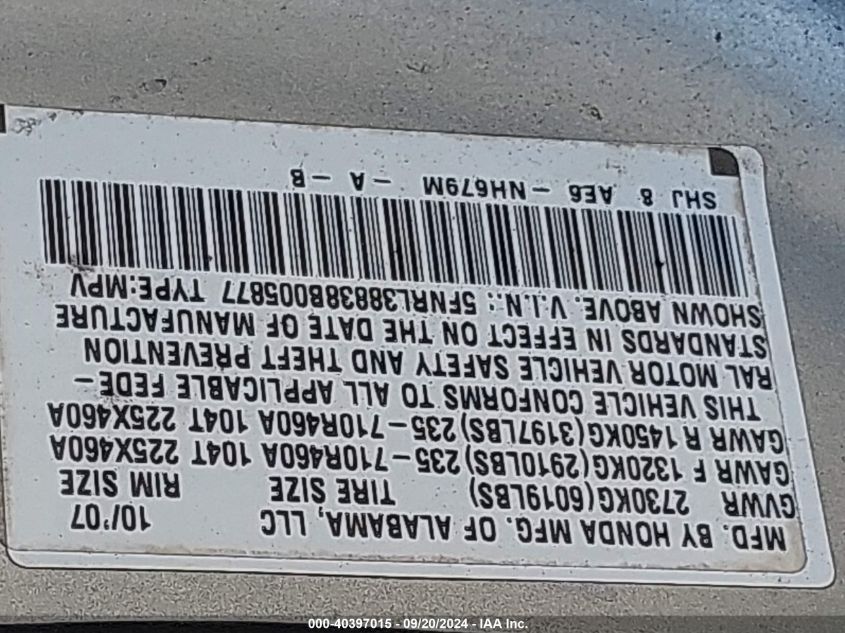 MFD. BY HONDA MFG. OF ALABAMA, LLC 10/'07
GVWR 2730KG(6019LBS) TIRE SIZE RIM SIZE
GAWR F 1320KG(2910LBS) 235-710R460A 104T 225X460A
GAWR R 1450KG(3197LBS) 235-710R460A 104T 225X460A
THIS VEHICLE CONFORMS TO ALL APPLICABLE FEDE-
RAL MOTOR VEHICLE SAFETY AND THEFT PREVENTION
STANDARDS IN EFFECT ON THE DATE OF MANUFACTURE
SHOWN ABOVE. V.I.N.: 5FNRL38838B005877 TYPE:MPV
SHJ 8 AE6 - NH679M - A - B
000-40397015 - 09/20/2024 - IAA Inc.